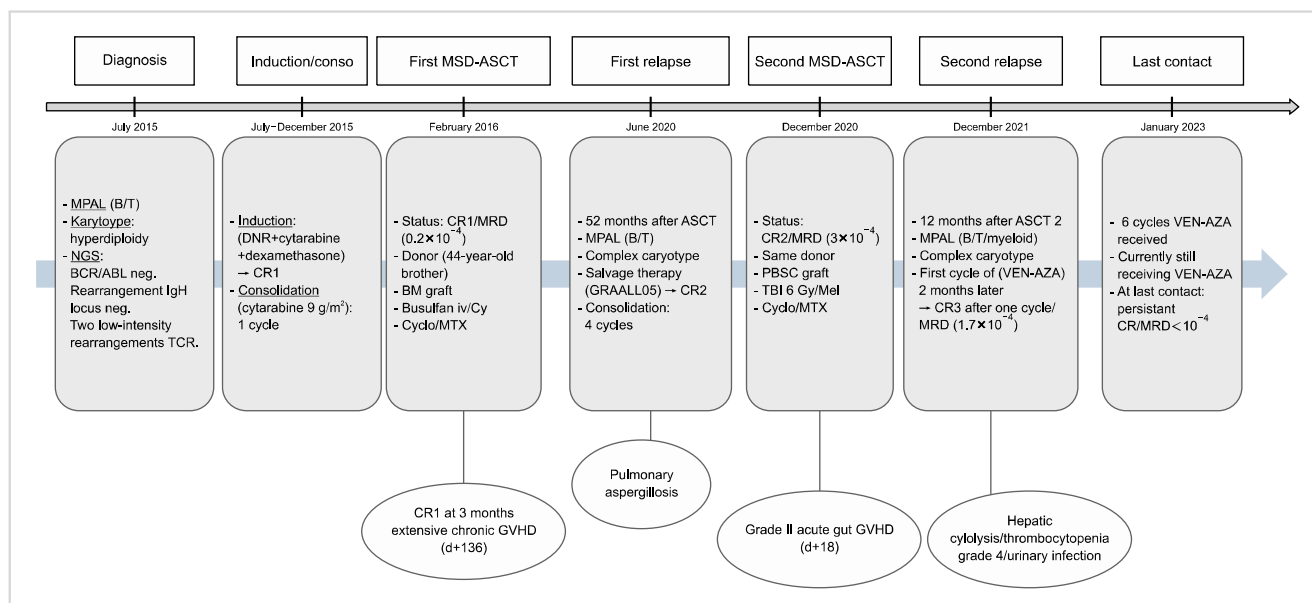 Diagnosis
Induction/conso
First MSD-ASCT
First relapse
Second MSD-ASCT
Second relapse
Last contact
July 2015
July–December 2015
February 2016
June 2020
December 2020
December 2021
January 2023
- MPAL (B/T)
- Karytoype:
hyperdiploidy
- NGS:
BCR/ABL neg.
Rearrangement IgH
locus neg.
Two low-intensity
rearrangements TCR.
- Induction:
(DNR+cytarabine
+dexamethasone)
→ CR1
- Consolidation
(cytarabine 9 g/m²):
1 cycle
- Status: CR1/MRD
(0.2×10⁻⁴)
- Donor (44-year-old
brother)
- BM graft
- Busulfan iv/Cy
- Cyclo/MTX
- 52 months after ASCT
- MPAL (B/T)
- Complex caryotype
- Salvage therapy
(GRAALL05) → CR2
- Consolidation:
4 cycles
- Status:
CR2/MRD (3×10⁻⁴)
- Same donor
- PBSC graft
- TBI 6 Gy/Mel
- Cyclo/MTX
- 12 months after ASCT 2
- MPAL (B/T/myeloid)
- Complex caryotype
- First cycle of (VEN-AZA)
2 months later
→ CR3 after one cycle/
MRD (1.7×10⁻⁴)
- 6 cycles VEN-AZA
received
- Currently still
receiving VEN-AZA
- At last contact:
persistant
CR/MRD<10⁻⁴
CR1 at 3 months
extensive chronic GVHD
(d+136)
Pulmonary
aspergillosis
Grade II acute gut GVHD
(d+18)
Hepatic
cylolysis/thrombocytopenia
grade 4/urinary infection